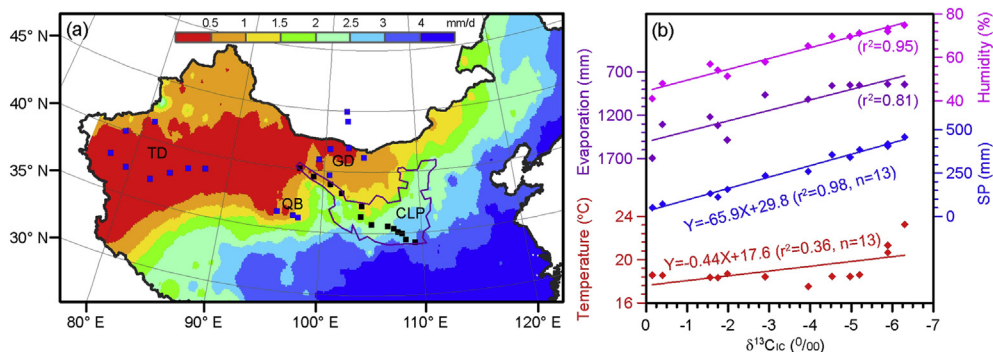 (a)
0.5 1 1.5 2 2.5 3 4 mm/d
45° N
40° N
35° N
30° N
TD
GD
QB
CLP
80° E 90° E 100° E 110° E 120° E
(b)
Humidity (%)
80
60
40
(r²=0.95)
Evaporation (mm)
700
1200
1700
(r²=0.81)
SP (mm)
500
250
0
Y=-65.9X+29.8 (r²=0.98, n=13)
Temperature (°C)
24
20
16
Y=-0.44X+17.6 (r²=0.36, n=13)
0 -1 -2 -3 -4 -5 -6 -7
δ¹³CIC (⁰/₀₀)